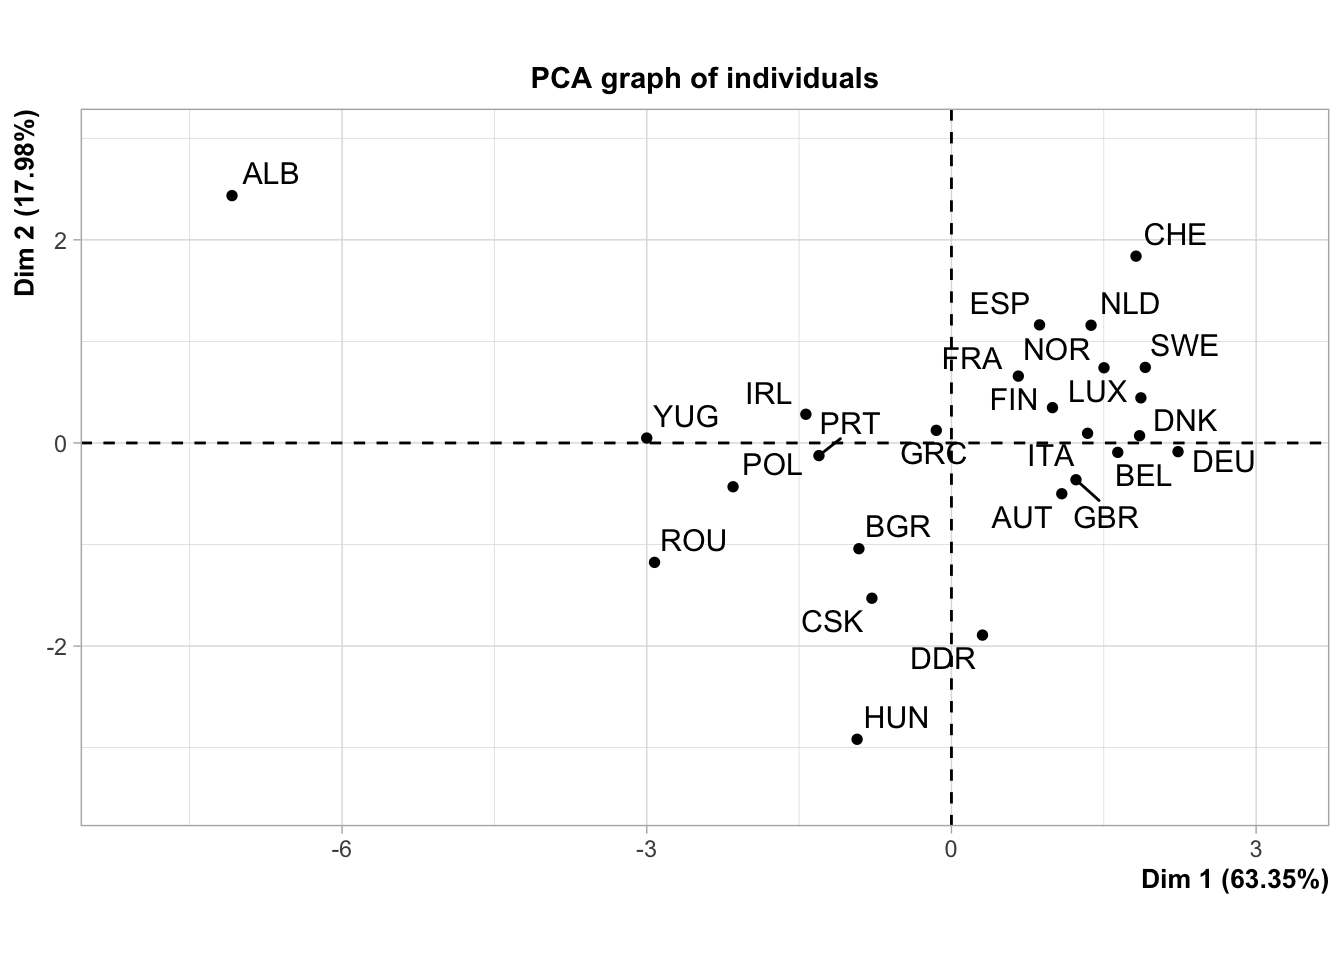 PCA graph of individuals
Dim 2 (17.98%)
ALB
2
CHE
ESP
NLD
SWE
NOR
FRA
LUX
FIN
IRL
YUG
PRT
DNK
0
GRC
ITA
DEU
POL
BEL
AUT
GBR
BGR
ROU
CSK
-2
DDR
HUN
-6
-3
0
3
Dim 1 (63.35%)